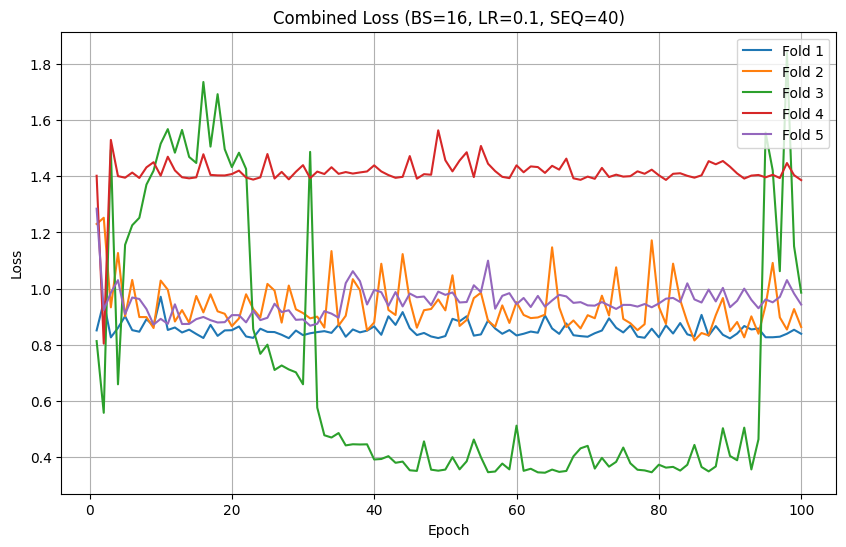 Combined Loss (BS=16, LR=0.1, SEQ=40)
Fold 1
Fold 2
Fold 3
Fold 4
Fold 5
Loss
1.8
1.6
1.4
1.2
1.0
0.8
0.6
0.4
0 20 40 60 80 100
Epoch